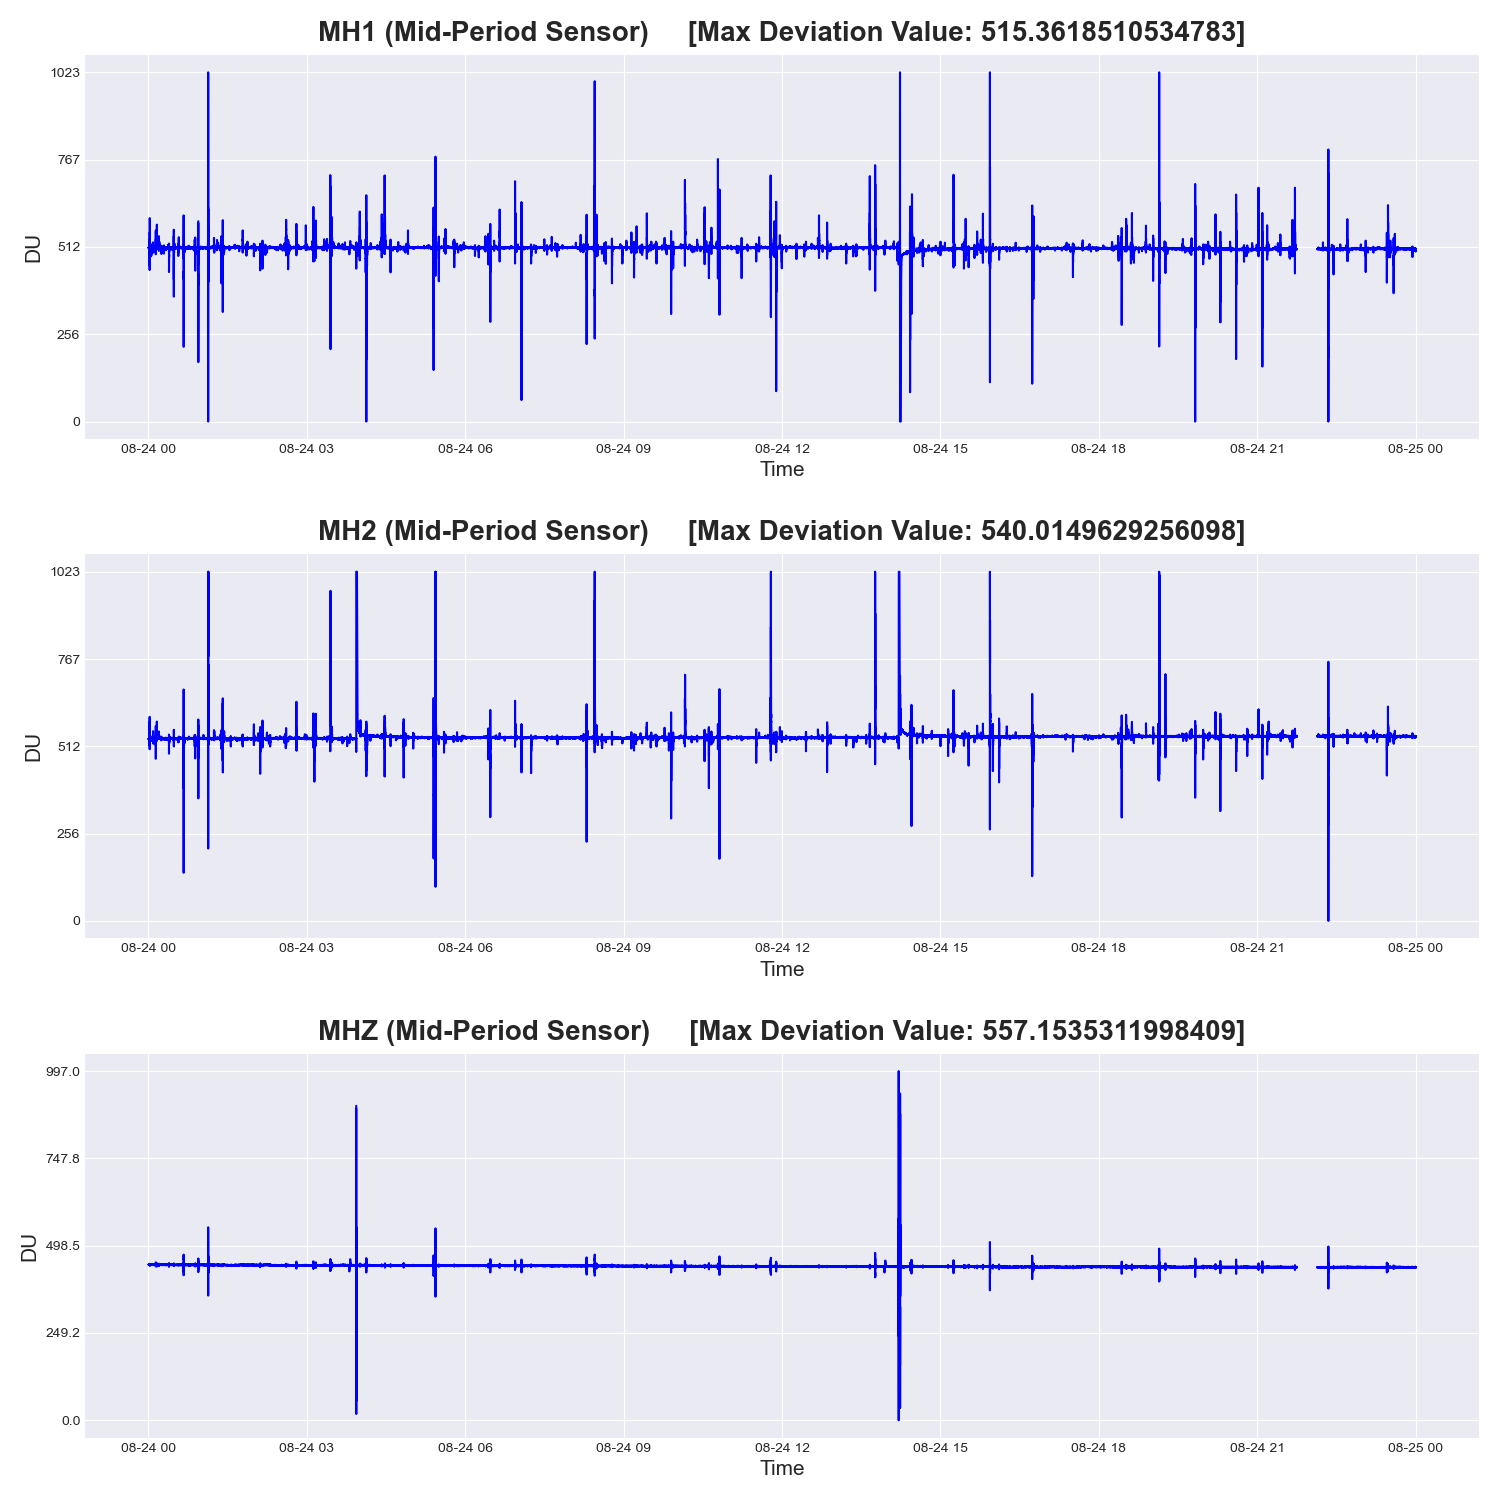 MH1 (Mid-Period Sensor) [Max Deviation Value: 515.3618510534783]
1023
767
512
256
0
DU
08-24 00 08-24 03 08-24 06 08-24 09 08-24 12 08-24 15 08-24 18 08-24 21 08-25 00
Time
MH2 (Mid-Period Sensor) [Max Deviation Value: 540.0149629256098]
1023
767
512
256
0
DU
08-24 00 08-24 03 08-24 06 08-24 09 08-24 12 08-24 15 08-24 18 08-24 21 08-25 00
Time
MHZ (Mid-Period Sensor) [Max Deviation Value: 557.1535311998409]
997.0
747.8
498.5
249.2
0.0
DU
08-24 00 08-24 03 08-24 06 08-24 09 08-24 12 08-24 15 08-24 18 08-24 21 08-25 00
Time